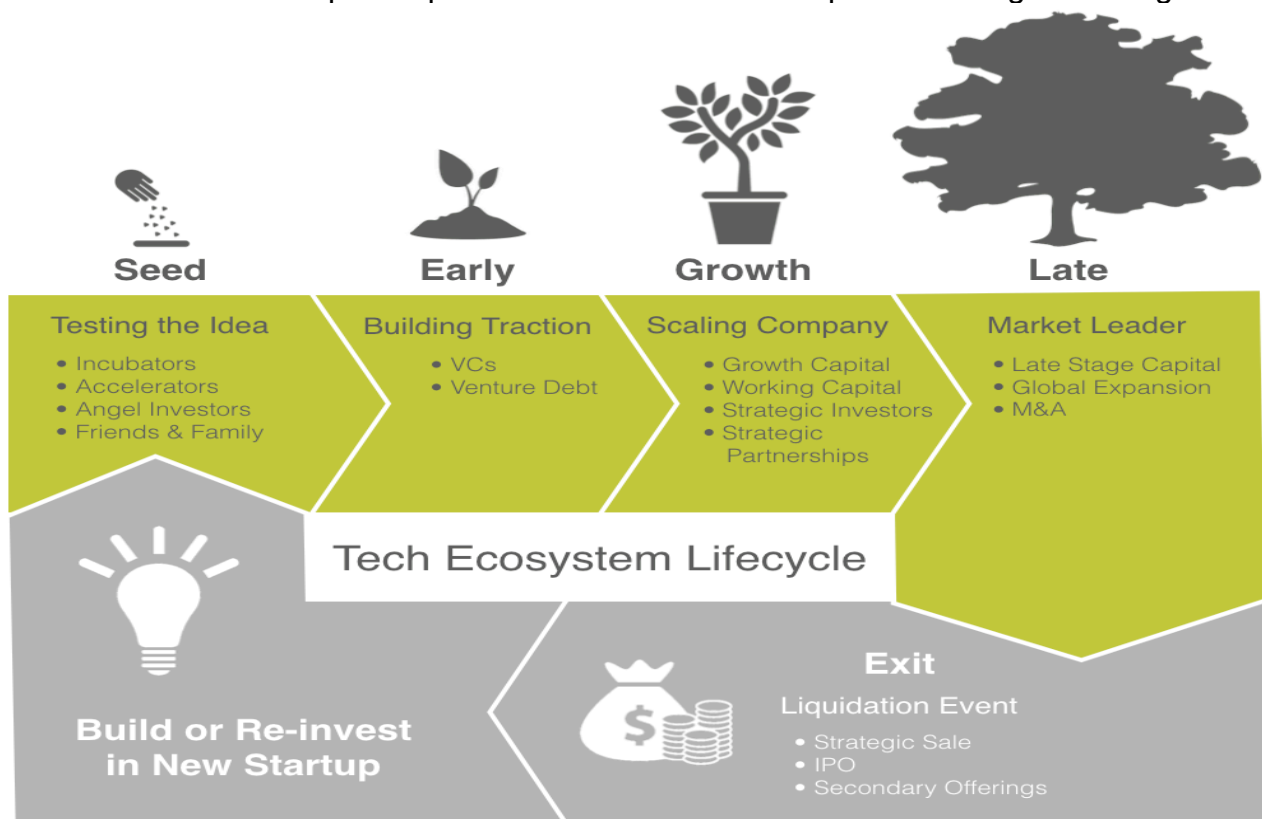 Seed
Early
Growth
Late
Testing the Idea
• Incubators
• Accelerators
• Angel Investors
• Friends & Family
Building Traction
• VCs
• Venture Debt
Scaling Company
• Growth Capital
• Working Capital
• Strategic Investors
• Strategic
Partnerships
Market Leader
• Late Stage Capital
• Global Expansion
• M&A
Tech Ecosystem Lifecycle
Exit
Liquidation Event
• Strategic Sale
• IPO
• Secondary Offerings
$
Build or Re-invest
in New Startup